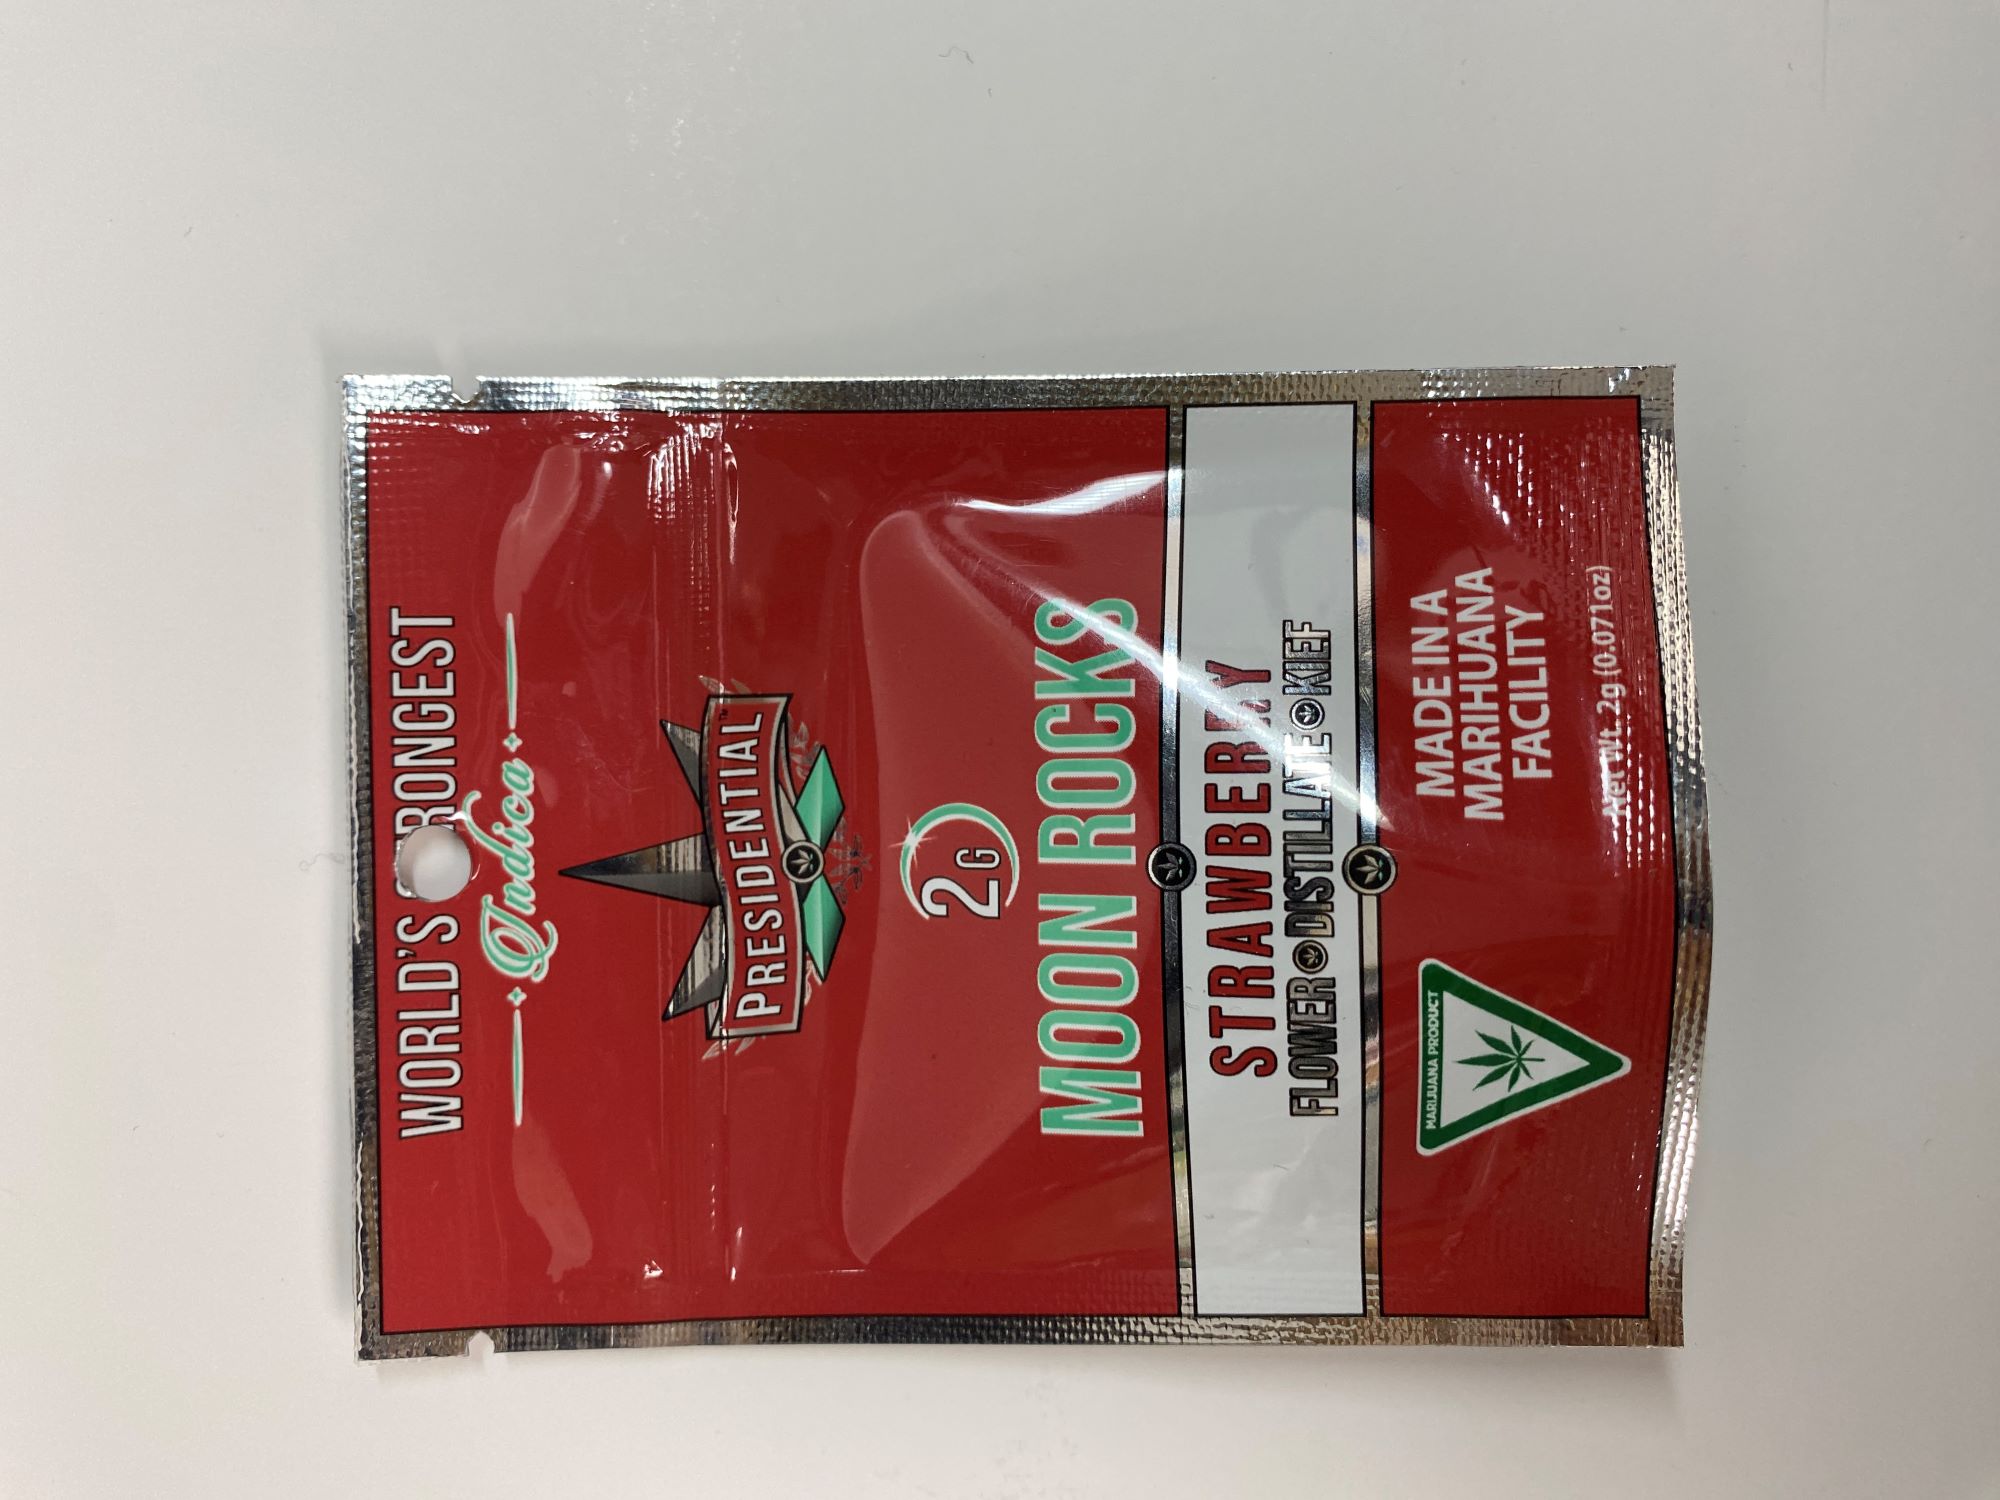 WORLD'S STRONGEST
Indica
PRESIDENTIAL™
2G
MOON ROCKS
STRAWBERRY
FLOWER DISTILLATE KIEF
MARIJUANA PRODUCT
MADE IN A
MARIHUANA
FACILITY
Net Wt. 2g (0.071oz)